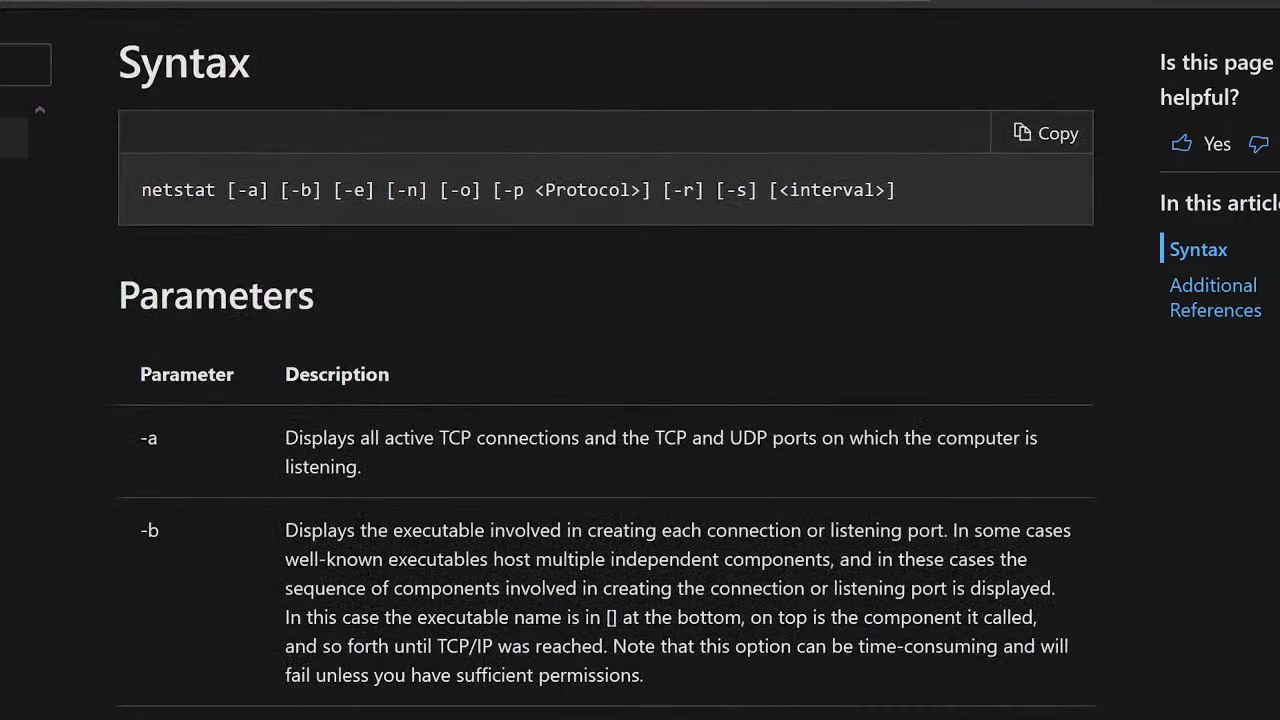 Syntax
Copy
netstat [-a] [-b] [-e] [-n] [-o] [-p <Protocol>] [-r] [-s] [<interval>]
Parameters
Parameter Description
-a Displays all active TCP connections and the TCP and UDP ports on which the computer is
listening.
-b Displays the executable involved in creating each connection or listening port. In some cases
well-known executables host multiple independent components, and in these cases the
sequence of components involved in creating the connection or listening port is displayed.
In this case the executable name is in [] at the bottom, on top is the component it called,
and so forth until TCP/IP was reached. Note that this option can be time-consuming and will
fail unless you have sufficient permissions.
Is this page
helpful?
Yes
In this article
Syntax
Additional
References